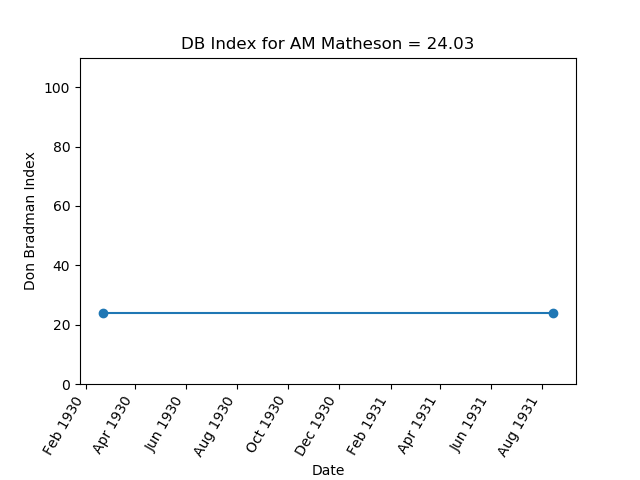 DB Index for AM Matheson = 24.03
100
80
60
40
20
0
Don Bradman Index
Feb 1930
Apr 1930
Jun 1930
Aug 1930
Oct 1930
Dec 1930
Feb 1931
Apr 1931
Jun 1931
Aug 1931
Date